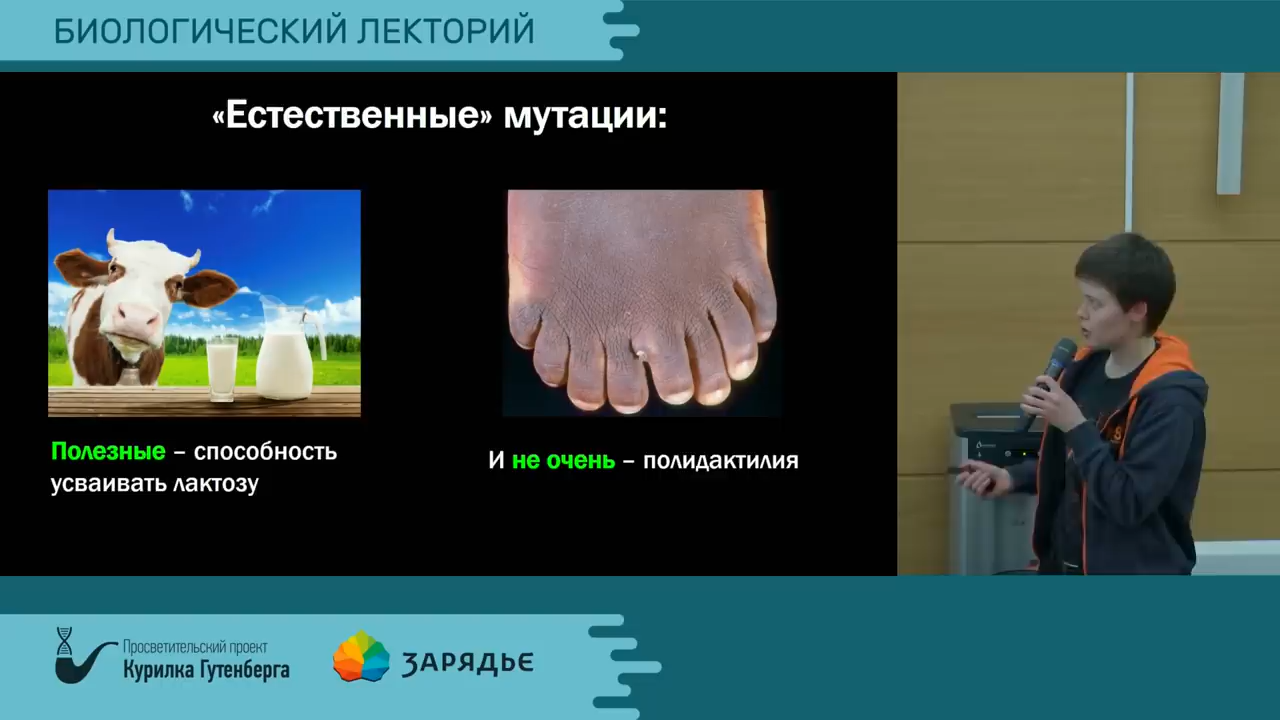 БИОЛОГИЧЕСКИЙ ЛЕКТОРИЙ
«Естественные» мутации:
Полезные – способность
усваивать лактозу
И не очень – полидактилия
Просветительский проект
Курилка Гутенберга
ЗАРЯДЬЕ